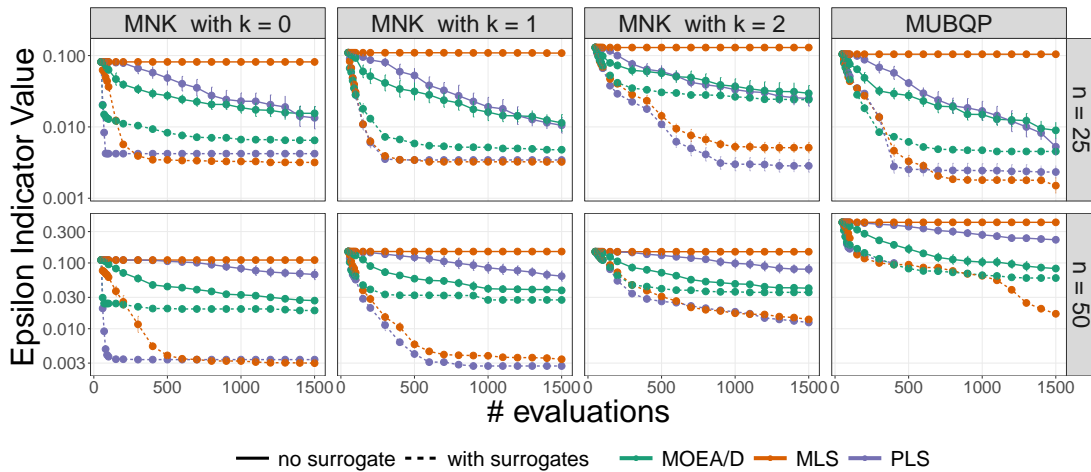 MNK with k = 0
MNK with k = 1
MNK with k = 2
MUBQP
Epsilon Indicator Value
0.100
0.010
0.001
n = 25
0.300
0.100
0.030
0.010
0.003
n = 50
0 500 1000 1500
0 500 1000 1500
0 500 1000 1500
0 500 1000 1500
# evaluations
no surrogate with surrogates MOEA/D MLS PLS